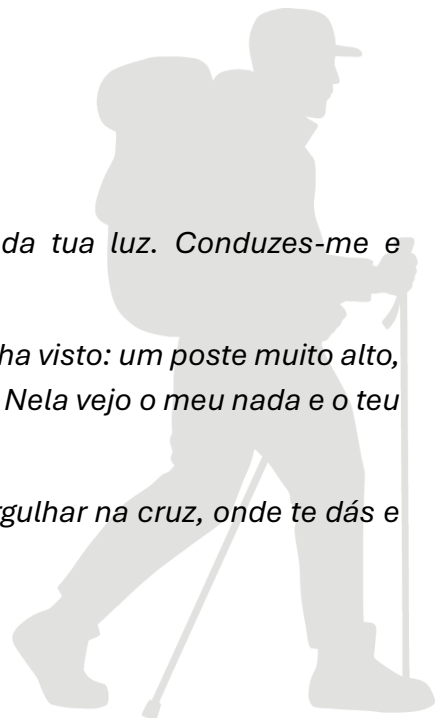 da tua luz. Conduzes-me e
ha visto: um poste muito alto,
Nela vejo o meu nada e o teu
rgulhar na cruz, onde te dás e